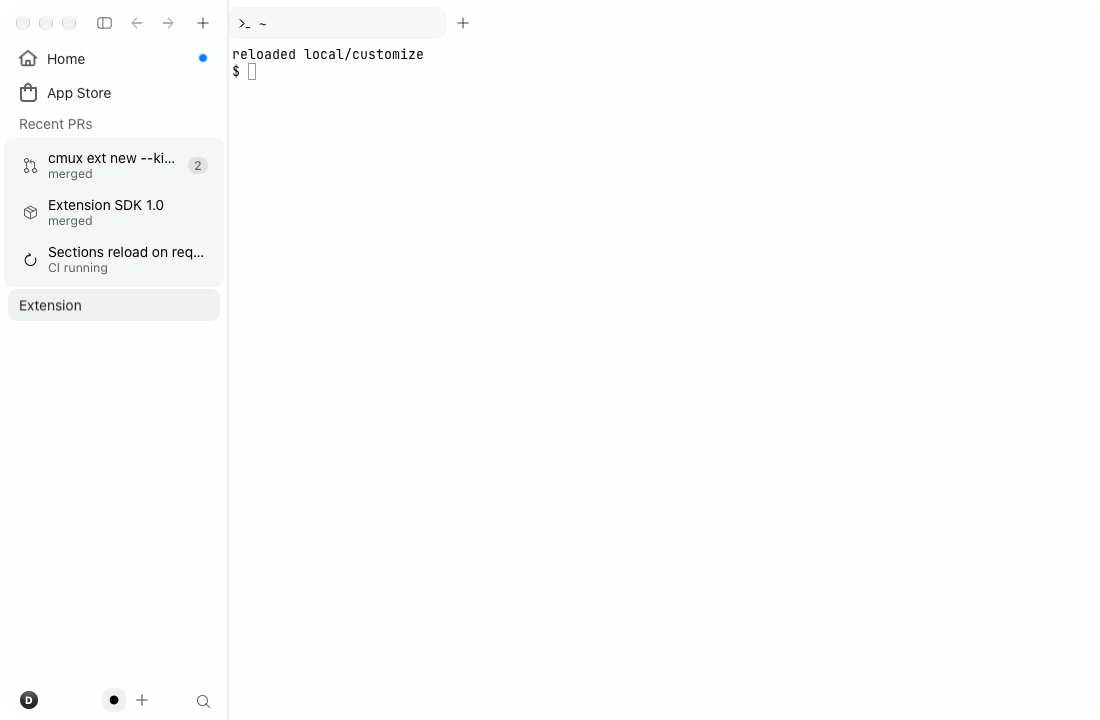 ~
Home
App Store
Recent PRs
cmux ext new --ki...
merged
2
Extension SDK 1.0
merged
Sections reload on req...
CI running
Extension
D
reloaded local/customize
$